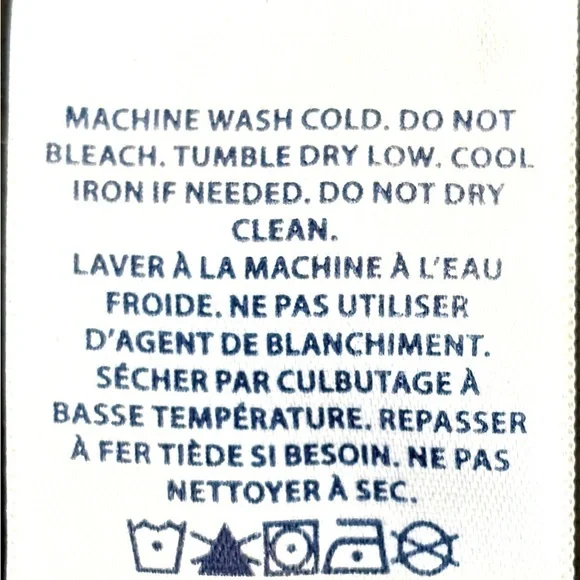 MACHINE WASH COLD. DO NOT
BLEACH. TUMBLE DRY LOW. COOL
IRON IF NEEDED. DO NOT DRY
CLEAN.
LAVER À LA MACHINE À L'EAU
FROIDE. NE PAS UTILISER
D'AGENT DE BLANCHIMENT.
SÉCHER PAR CULBUTAGE À
BASSE TEMPÉRATURE. REPASSER
À FER TIÈDE SI BESOIN. NE PAS
NETTOYER À SEC.